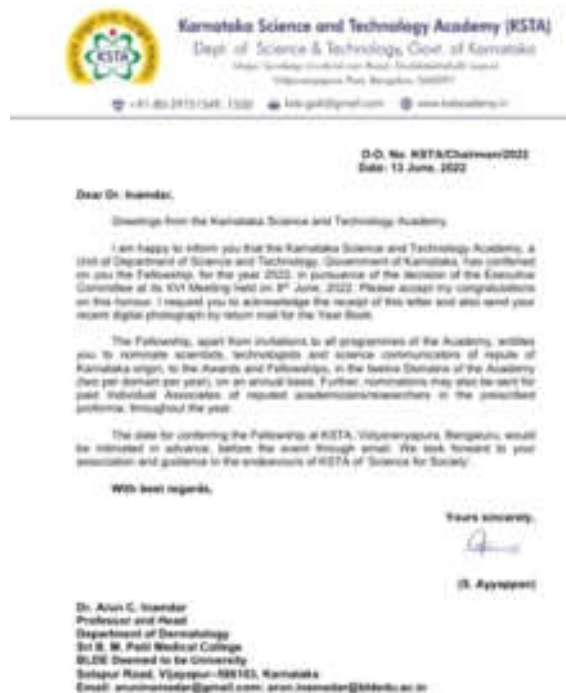 KSTA
Karnataka Science and Technology Academy (KSTA)
Dept. of Science & Technology, Govt. of Karnataka
D.O. No. KSTA/Chairman/2022
Date: 13 June, 2022
Dear Dr. Inamdar,
Greetings from the Karnataka Science and Technology Academy.
I am happy to inform you that the Karnataka Science and Technology Academy, a
Unit of Department of Science and Technology, Government of Karnataka, has conferred
on you the Fellowship, for the year 2022, in pursuance of the decision of the Executive
Committee at its XVI Meeting held on 8th June, 2022. Please accept my congratulations
on this honour. I request you to acknowledge the receipt of this letter and also send your
recent digital photograph by return mail for the Year Book.
The Fellowship, apart from invitations to all programmes of the Academy, entitles
you to nominate scientists, technologists and science communicators of repute of
Karnataka origin, to the Awards and Fellowships, in the twelve Domains of the Academy
(two per domain per year), on an annual basis. Further, nominations may also be sent for
paid Individual Associates of reputed academicians/researchers in the prescribed
proforma, throughout the year.
The date for conferring the Fellowship at KSTA, Vidyaranyapura, Bengaluru, would
be intimated in advance, before the event through email. We look forward to your
association and guidance in the endeavours of KSTA of 'Science for Society'.
With best regards,
Yours sincerely,
(S. Ayyappan)
Dr. Arun C. Inamdar
Professor and Head
Department of Dermatology
Sri B. M. Patil Medical College
BLDE Deemed to be University
Solapur Road, Vijayapur-586103, Karnataka
Email: aruninamadar@gmail.com; arun.inamadar@bldedu.ac.in